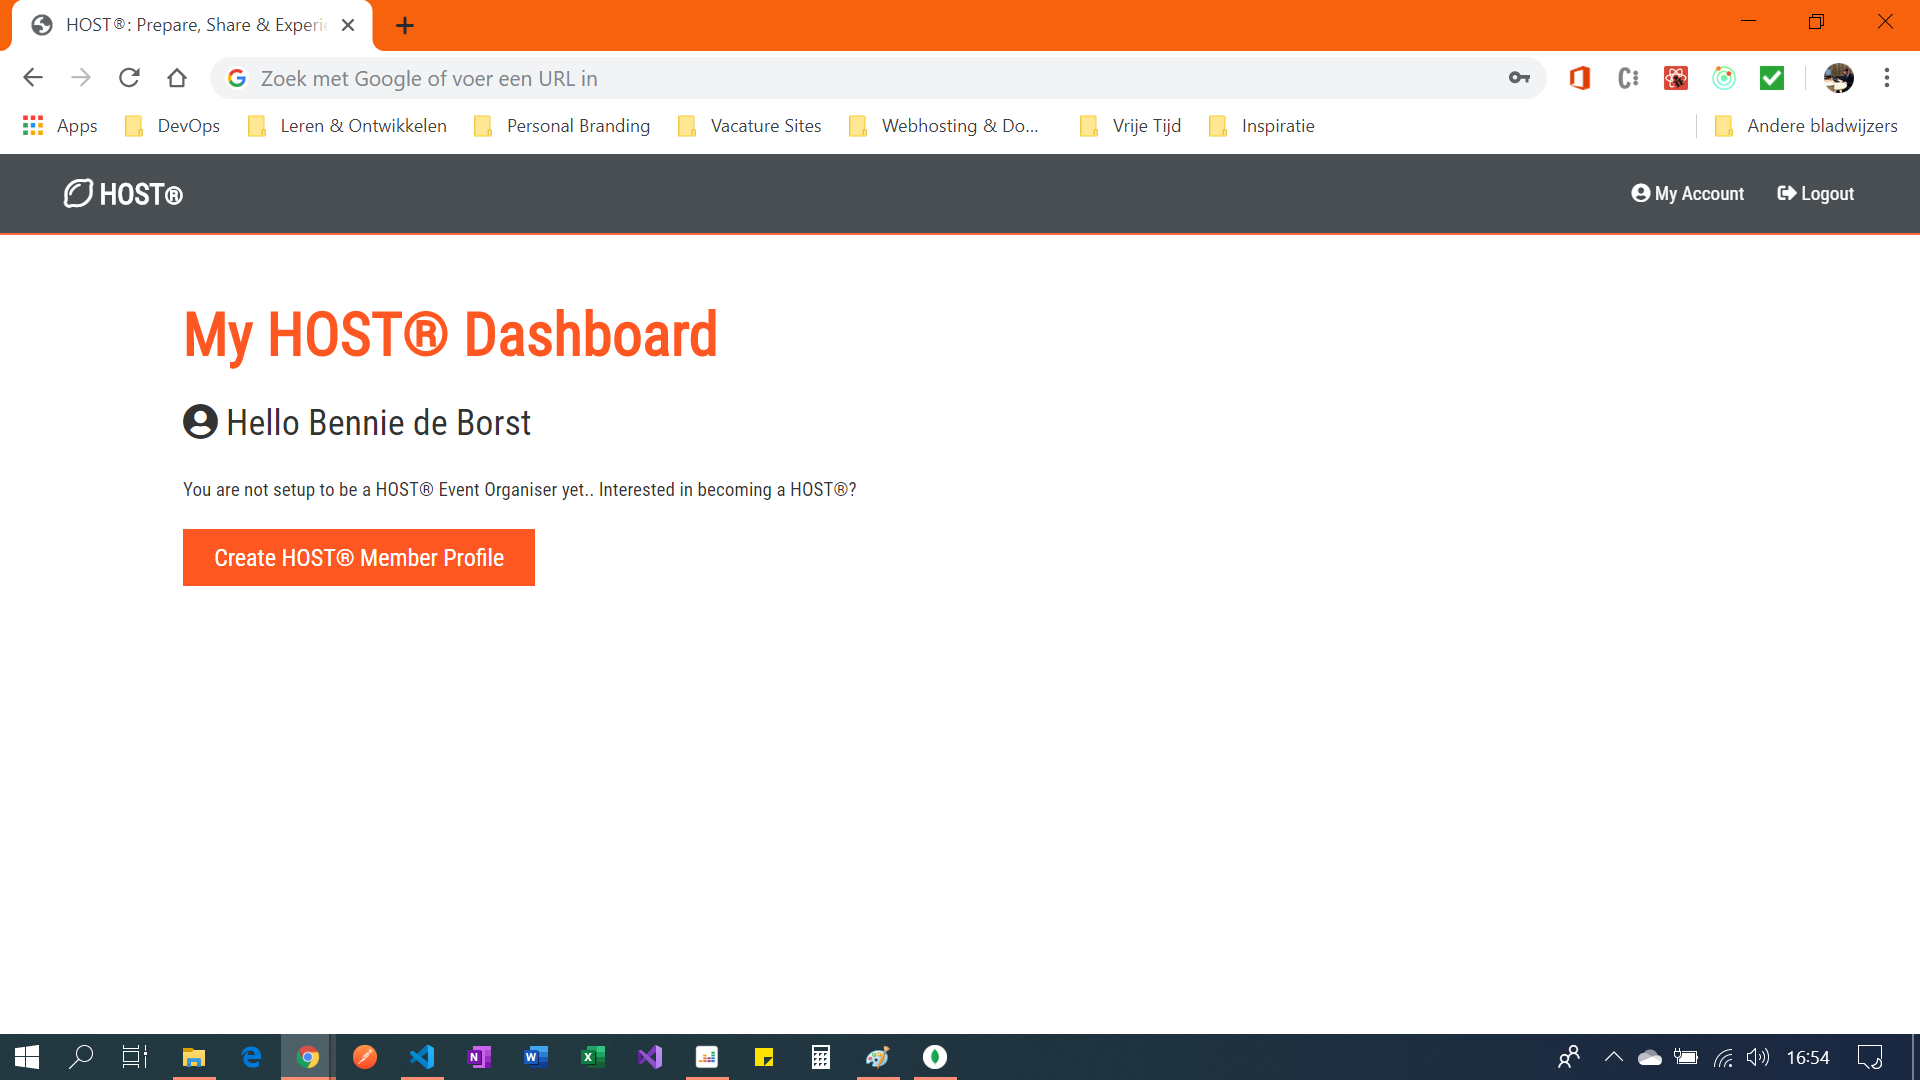 HOST®: Prepare, Share & Experie
Zoek met Google of voer een URL in
Apps DevOps Leren & Ontwikkelen Personal Branding Vacature Sites Webhosting & Do... Vrije Tijd Inspiratie Andere bladwijzers
HOST® My Account Logout
My HOST® Dashboard
Hello Bennie de Borst
You are not setup to be a HOST® Event Organiser yet.. Interested in becoming a HOST®?
Create HOST® Member Profile
16:54